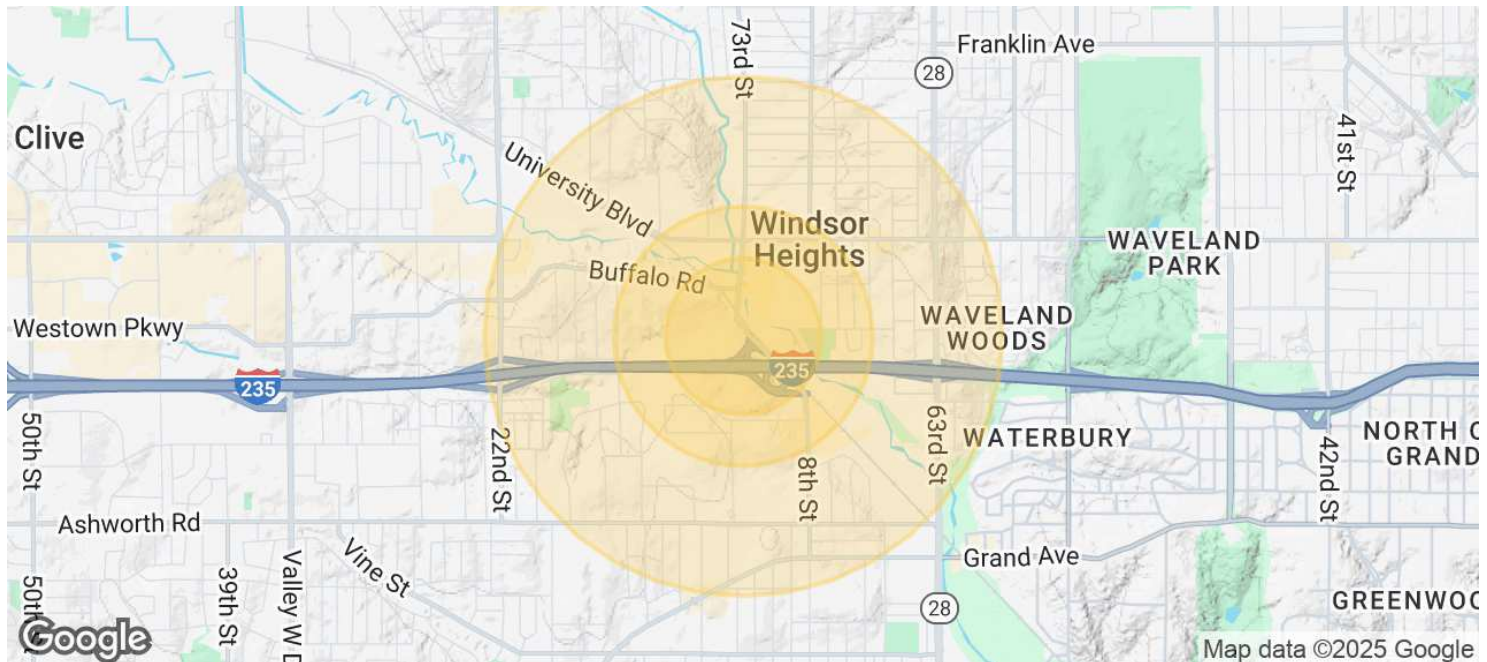 73rd St
Franklin Ave
28
Clive
41st St
University Blvd
Windsor
Heights
WAVELAND
PARK
Buffalo Rd
Westown Pkwy
WAVELAND
WOODS
235
235
50th St
22nd St
63rd St
WATERBURY
NORTH O
GRAND
42nd St
8th St
Ashworth Rd
Vine St
Valley W D
39th St
Grand Ave
50th
28
GREENWOO
Google
Map data ©2025 Google